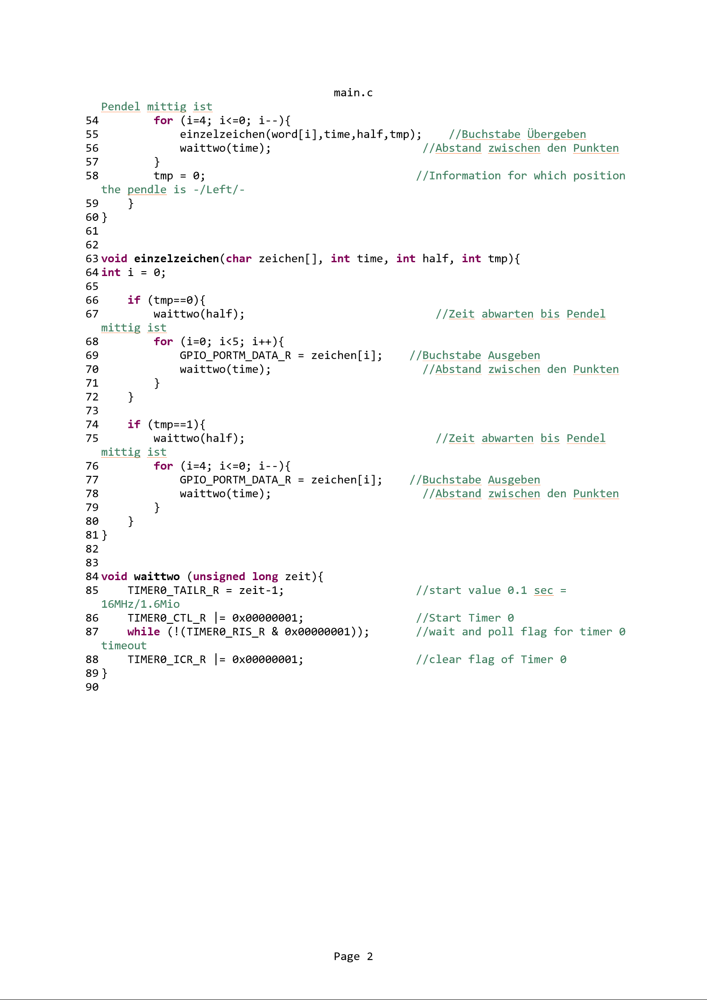 main.c
Pendel mittig ist
54        for (i=4; i<=0; i--){
55            einzelzeichen(word[i],time,half,tmp);    //Buchstabe Übergeben
56            waittwo(time);                       //Abstand zwischen den Punkten
57        }
58        tmp = 0;                                //Information for which position
the pendle is -/Left/-
59    }
60}
61
62
63void einzelzeichen(char zeichen[], int time, int half, int tmp){
64int i = 0;
65
66    if (tmp==0){
67        waittwo(half);                             //Zeit abwarten bis Pendel
mittig ist
68        for (i=0; i<5; i++){
69            GPIO_PORTM_DATA_R = zeichen[i];    //Buchstabe Ausgeben
70            waittwo(time);                       //Abstand zwischen den Punkten
71        }
72    }
73
74    if (tmp==1){
75        waittwo(half);                             //Zeit abwarten bis Pendel
mittig ist
76        for (i=4; i<=0; i--){
77            GPIO_PORTM_DATA_R = zeichen[i];    //Buchstabe Ausgeben
78            waittwo(time);                       //Abstand zwischen den Punkten
79        }
80    }
81}
82
83
84void waittwo (unsigned long zeit){
85    TIMER0_TAILR_R = zeit-1;                    //start value 0.1 sec =
16MHz/1.6Mio
86    TIMER0_CTL_R |= 0x00000001;                 //Start Timer 0
87    while (!(TIMER0_RIS_R & 0x00000001));       //wait and poll flag for timer 0
timeout
88    TIMER0_ICR_R |= 0x00000001;                 //clear flag of Timer 0
89}
90
Page 2